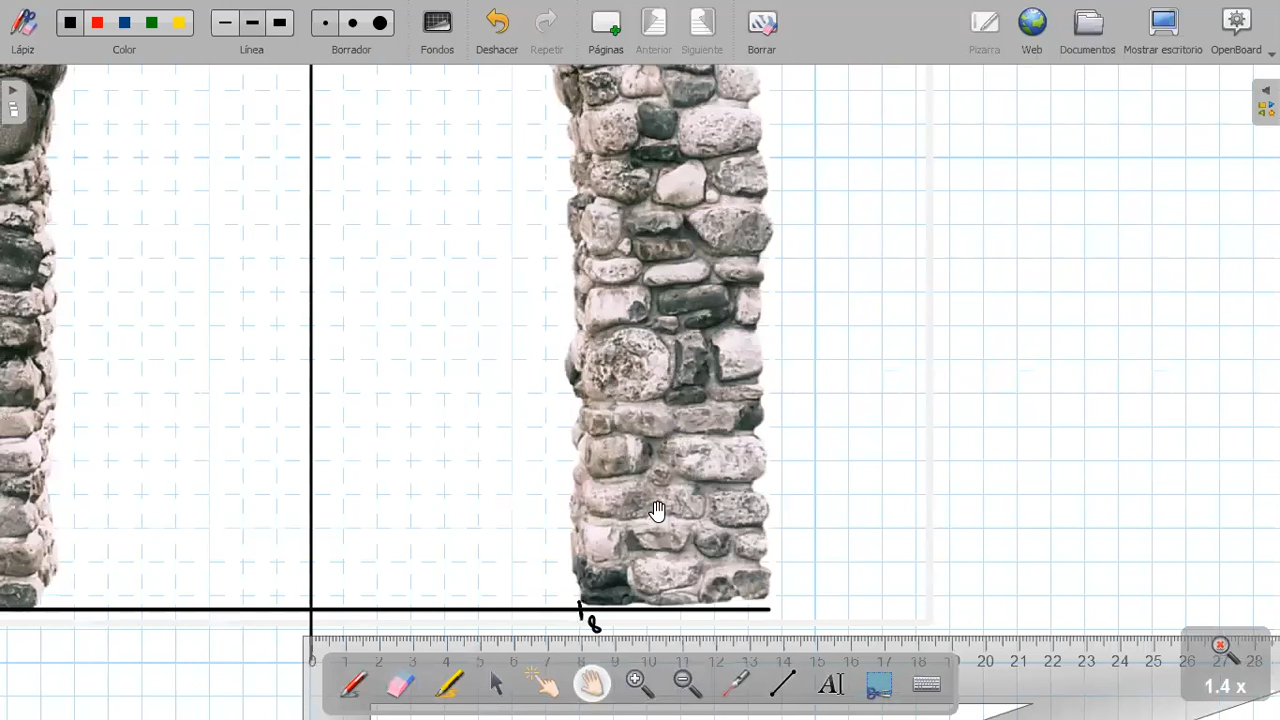 Lápiz Color Línea Borrador Fondos Deshacer Repetir Páginas Anterior Siguiente Borrar Pizarra Web Documentos Mostrar escritorio OpenBoard
8
0 1 2 3 4 5 6 7 8 9 10 11 12 13 14 15 16 17 18 19 20 21 22 23 24 25 26 27 28
AI
1.4 x